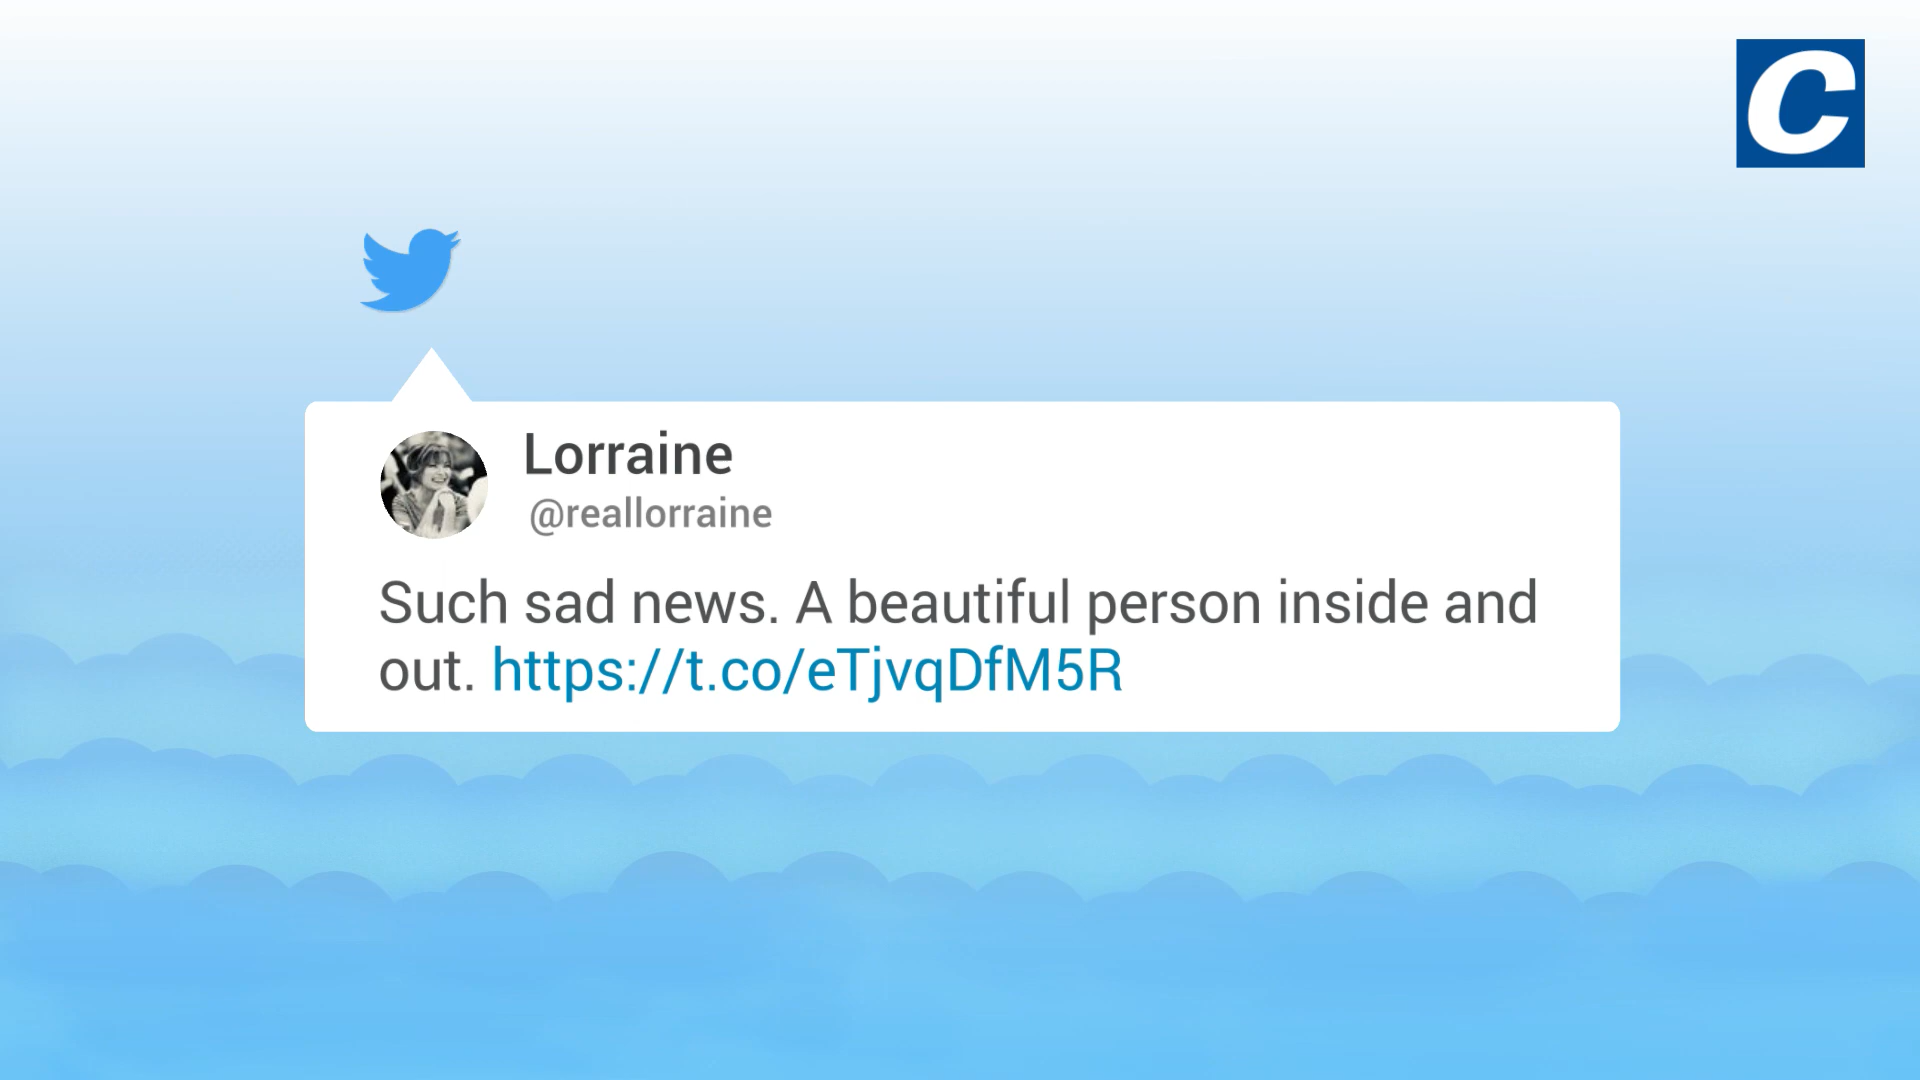 C
Lorraine
@reallorraine
Such sad news. A beautiful person inside and
out. https://t.co/eTjvqDfM5R